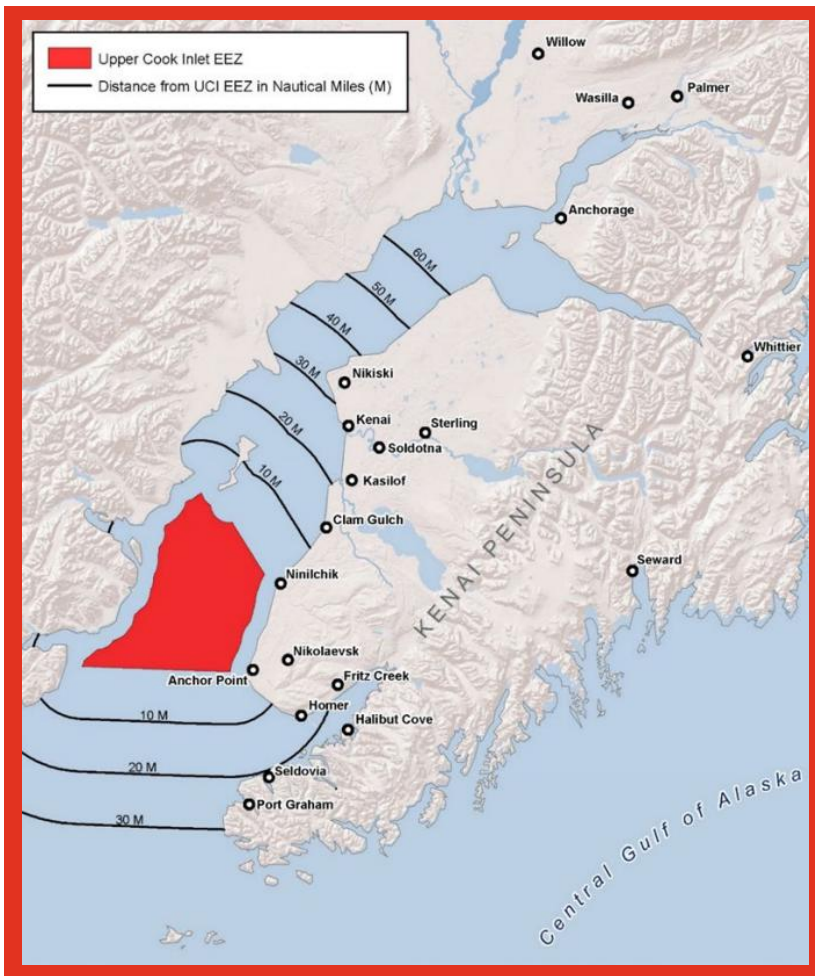 Upper Cook Inlet EEZ
Distance from UCI EEZ in Nautical Miles (M)
Willow
Palmer
Wasilla
Anchorage
60 M
50 M
40 M
Whittier
30 M
Nikiski
20 M
Kenai
Sterling
Soldotna
10 M
Kasilof
Clam Gulch
KENAI PENINSULA
Seward
Ninilchik
Nikolaevsk
Anchor Point
Fritz Creek
Homer
10 M
Halibut Cove
20 M
Seldovia
Port Graham
30 M
Central Gulf of Alaska